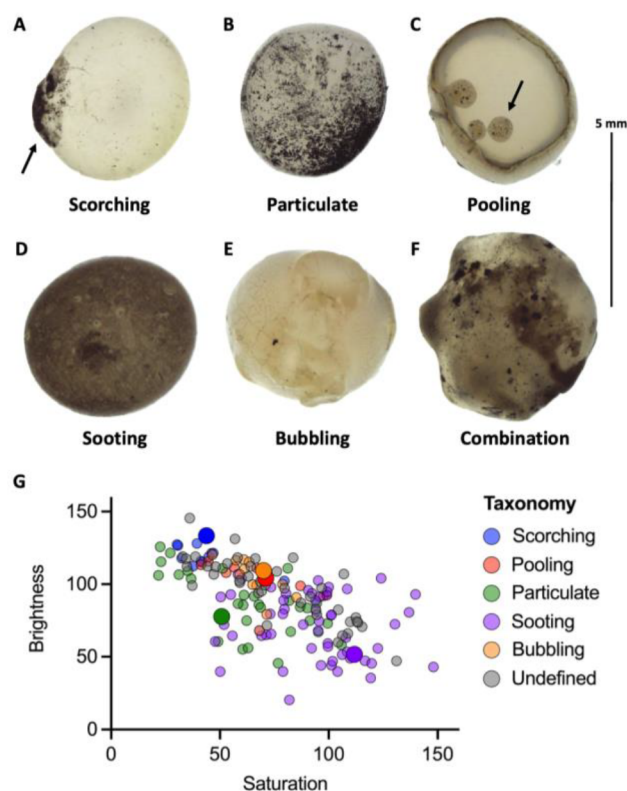 A
B
C
5 mm
Scorching
Particulate
Pooling
D
E
F
Sooting
Bubbling
Combination
G
Taxonomy
Scorching
Pooling
Particulate
Sooting
Bubbling
Undefined
Brightness
150
100
50
0
0
50
100
150
Saturation